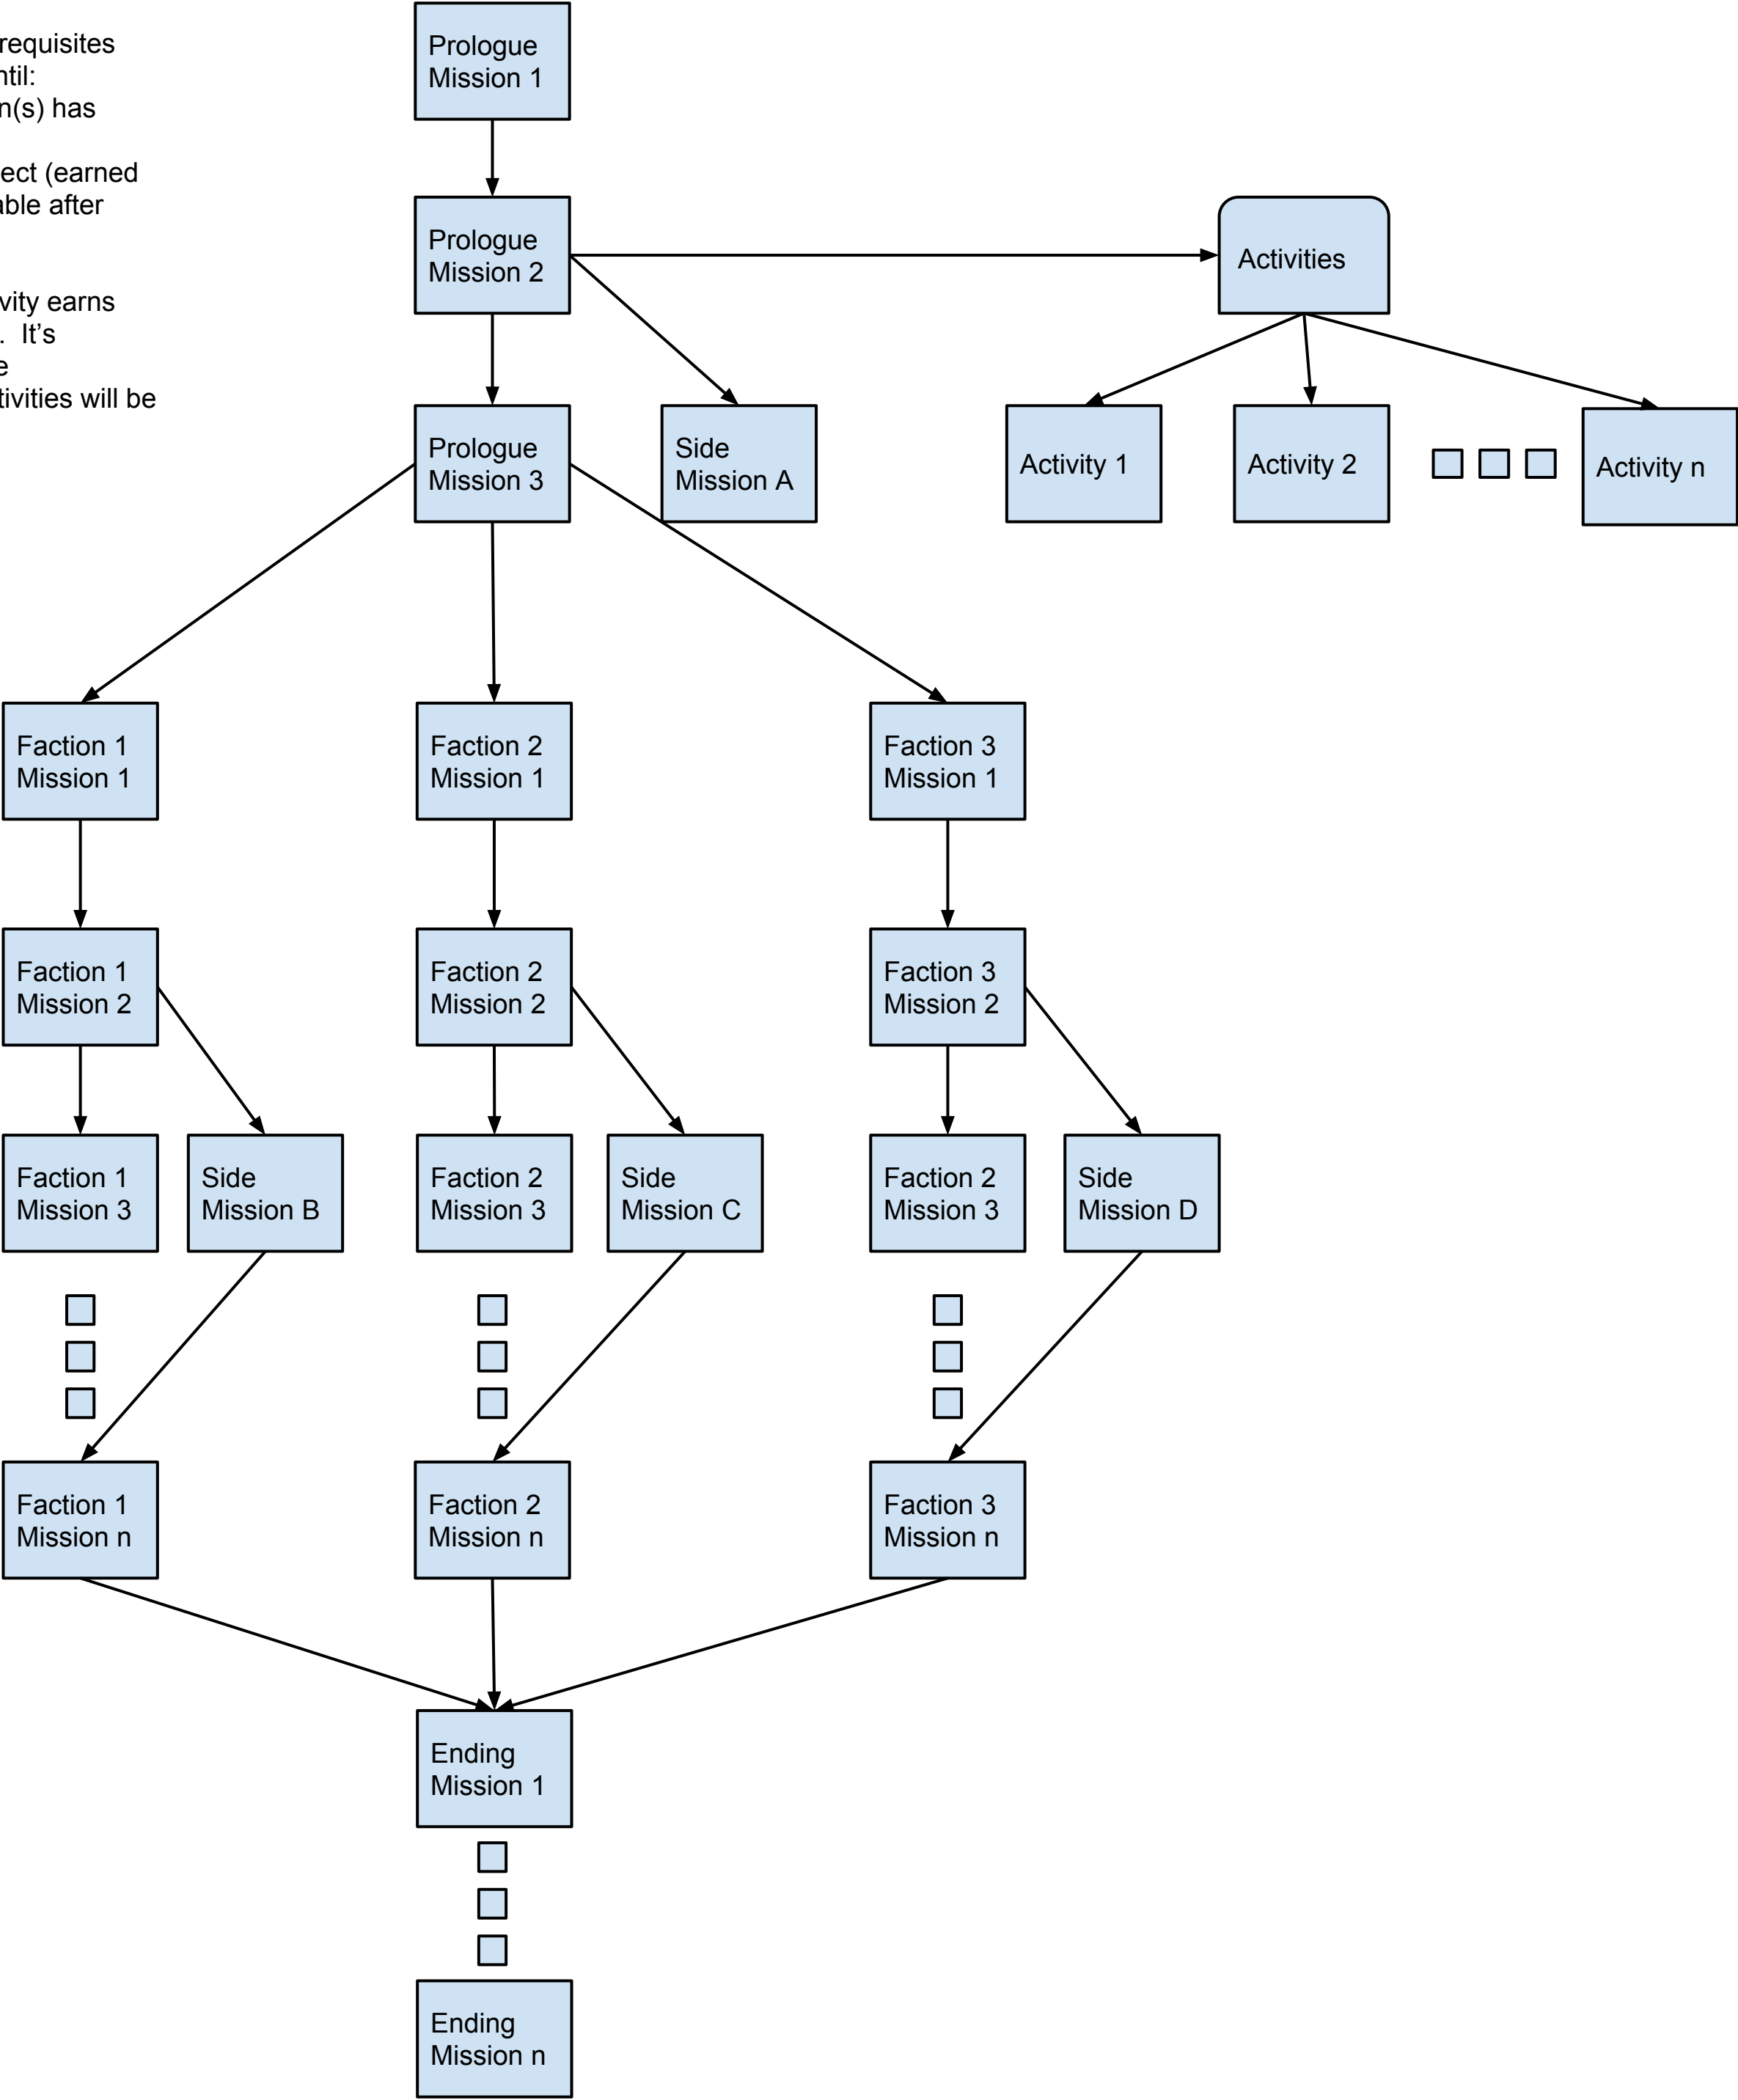 requisites
ntil:
n(s) has
ect (earned
able after
vity earns
. It's
e
tivities will be
Prologue
Mission 1
Prologue
Mission 2
Activities
Prologue
Mission 3
Side
Mission A
Activity 1
Activity 2
Activity n
Faction 1
Mission 1
Faction 2
Mission 1
Faction 3
Mission 1
Faction 1
Mission 2
Faction 2
Mission 2
Faction 3
Mission 2
Faction 1
Mission 3
Side
Mission B
Faction 2
Mission 3
Side
Mission C
Faction 2
Mission 3
Side
Mission D
Faction 1
Mission n
Faction 2
Mission n
Faction 3
Mission n
Ending
Mission 1
Ending
Mission n